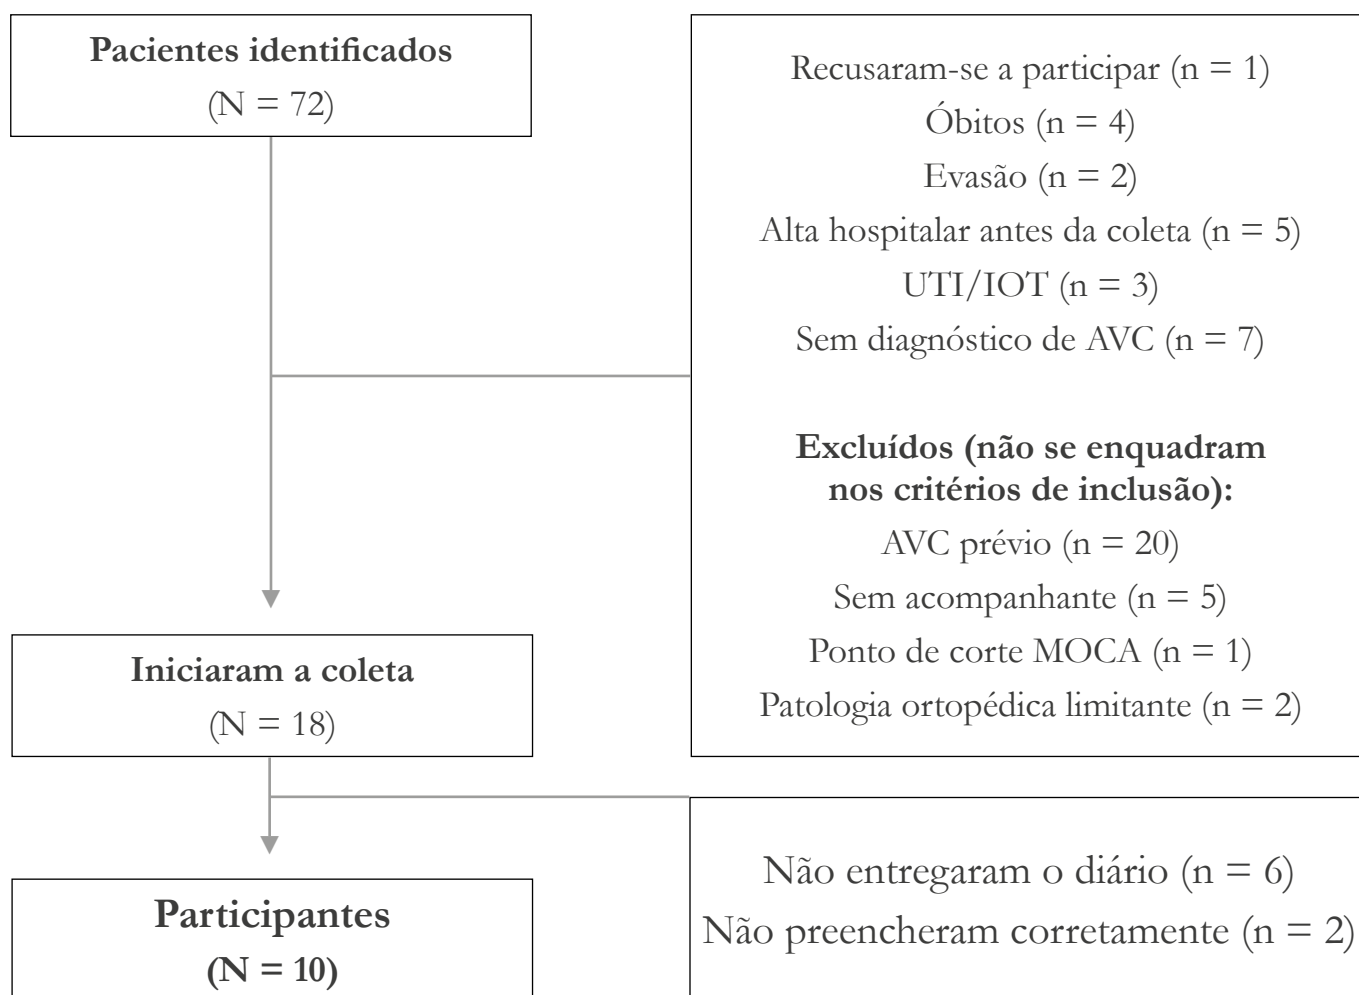 Pacientes identificados
(N = 72)
Recusaram-se a participar (n = 1)
Óbitos (n = 4)
Evasão (n = 2)
Alta hospitalar antes da coleta (n = 5)
UTI/IOT (n = 3)
Sem diagnóstico de AVC (n = 7)
Excluídos (não se enquadram
nos critérios de inclusão):
AVC prévio (n = 20)
Sem acompanhante (n = 5)
Ponto de corte MOCA (n = 1)
Patologia ortopédica limitante (n = 2)
Iniciaram a coleta
(N = 18)
Não entregaram o diário (n = 6)
Não preencheram corretamente (n = 2)
Participantes
(N = 10)